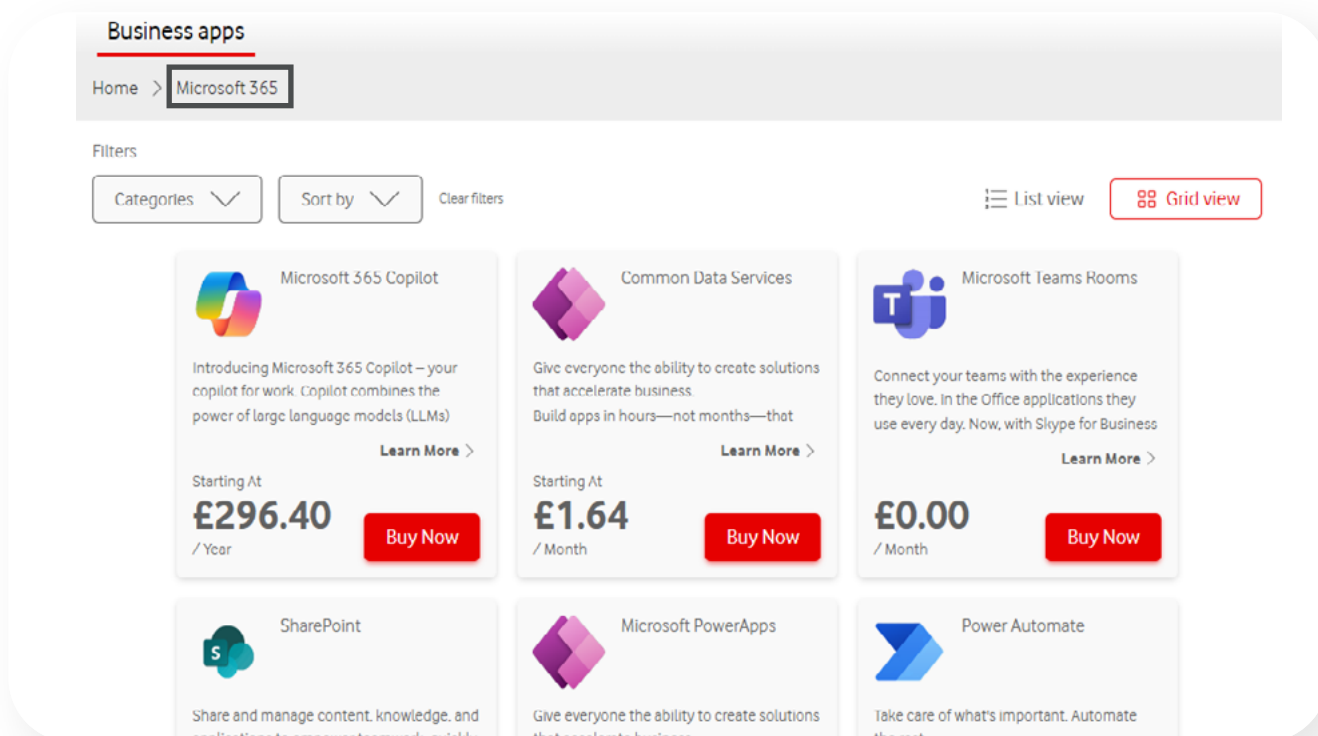 Business apps
Home > Microsoft 365
Filters
Categories
Sort by
Clear filters
List view
Grid view
Microsoft 365 Copilot
Introducing Microsoft 365 Copilot – your
copilot for work. Copilot combines the
power of large language models (LLMs)
Learn More >
Starting At
£296.40
/ Year
Buy Now
Common Data Services
Give everyone the ability to create solutions
that accelerate business.
Build apps in hours—not months—that
Learn More >
Starting At
£1.64
/ Month
Buy Now
T
Microsoft Teams Rooms
Connect your teams with the experience
they love. In the Office applications they
use every day. Now, with Skype for Business
Learn More >
£0.00
/ Month
Buy Now
S
SharePoint
Share and manage content, knowledge, and
Microsoft PowerApps
Give everyone the ability to create solutions
that accelerate business.
Power Automate
Take care of what's important. Automate
the rest.